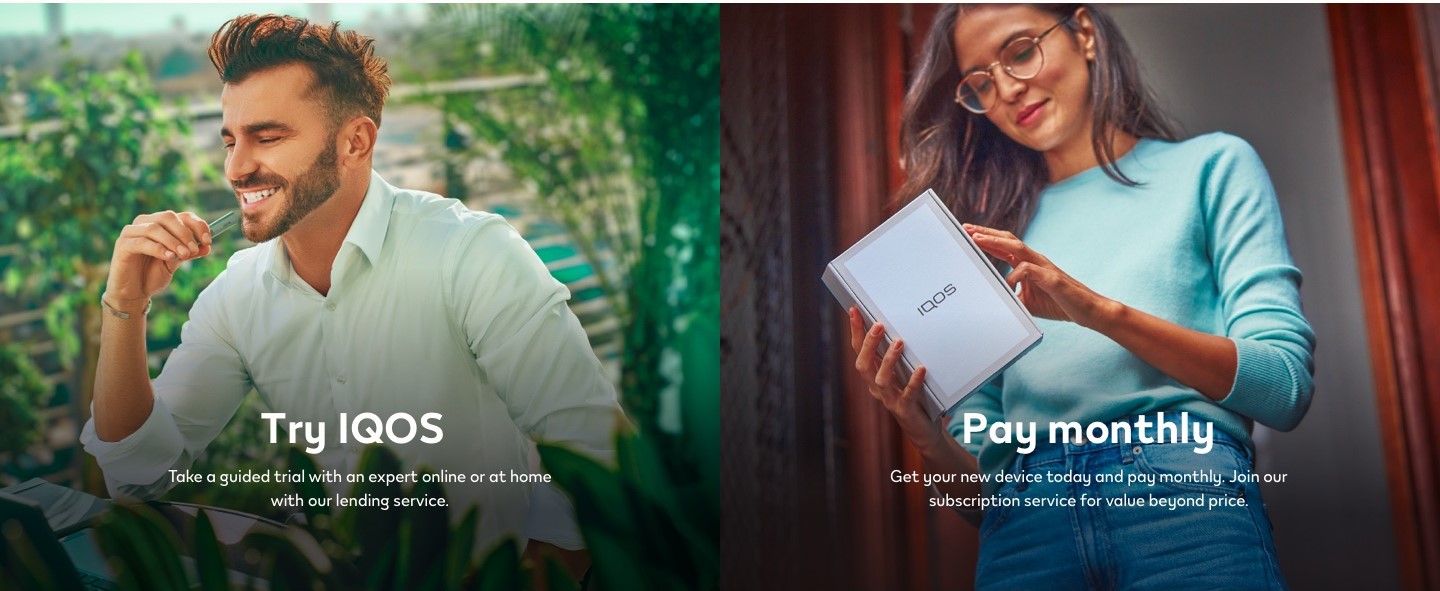 Try IQOS
Take a guided trial with an expert online or at home
with our lending service.
IQOS
Pay monthly
Get your new device today and pay monthly. Join our
subscription service for value beyond price.